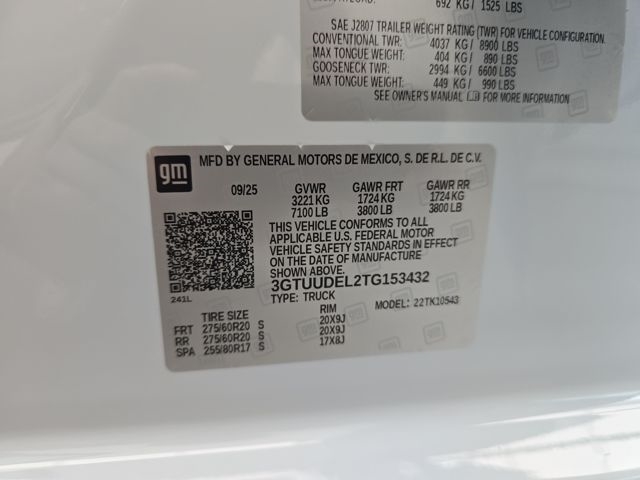 692 KG / 1525 LBS
SAE J2807 TRAILER WEIGHT RATING (TWR) FOR VEHICLE CONFIGURATION.
CONVENTIONAL TWR: 4037 KG / 8900 LBS
MAX TONGUE WEIGHT: 404 KG / 890 LBS
GOOSENECK TWR: 2994 KG / 6600 LBS
MAX TONGUE WEIGHT: 449 KG / 990 LBS
SEE OWNER'S MANUAL FOR MORE INFORMATION
gm
MFD BY GENERAL MOTORS DE MEXICO, S. DE R.L. DE C.V.
09/25 GVWR GAWR FRT GAWR RR
3221 KG 1724 KG 1724 KG
7100 LB 3800 LB 3800 LB
THIS VEHICLE CONFORMS TO ALL
APPLICABLE U.S. FEDERAL MOTOR
VEHICLE SAFETY STANDARDS IN EFFECT
ON THE DATE OF MANUFACTURE
SHOWN ABOVE.
3GTUUDEL2TG153432
241L
TYPE: TRUCK MODEL: 22TK10543
TIRE SIZE RIM
FRT 275/60R20 S 20X9J
RR 275/60R20 S 20X9J
SPA 255/80R17 S 17X8J